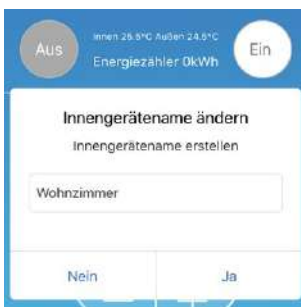 Innen 25.5°C Außen 24.5°C
Aus
Energiezähler 0kWh
Ein
Innengerätename ändern
Innengerätename erstellen
Wohnzimmer
Nein
Ja